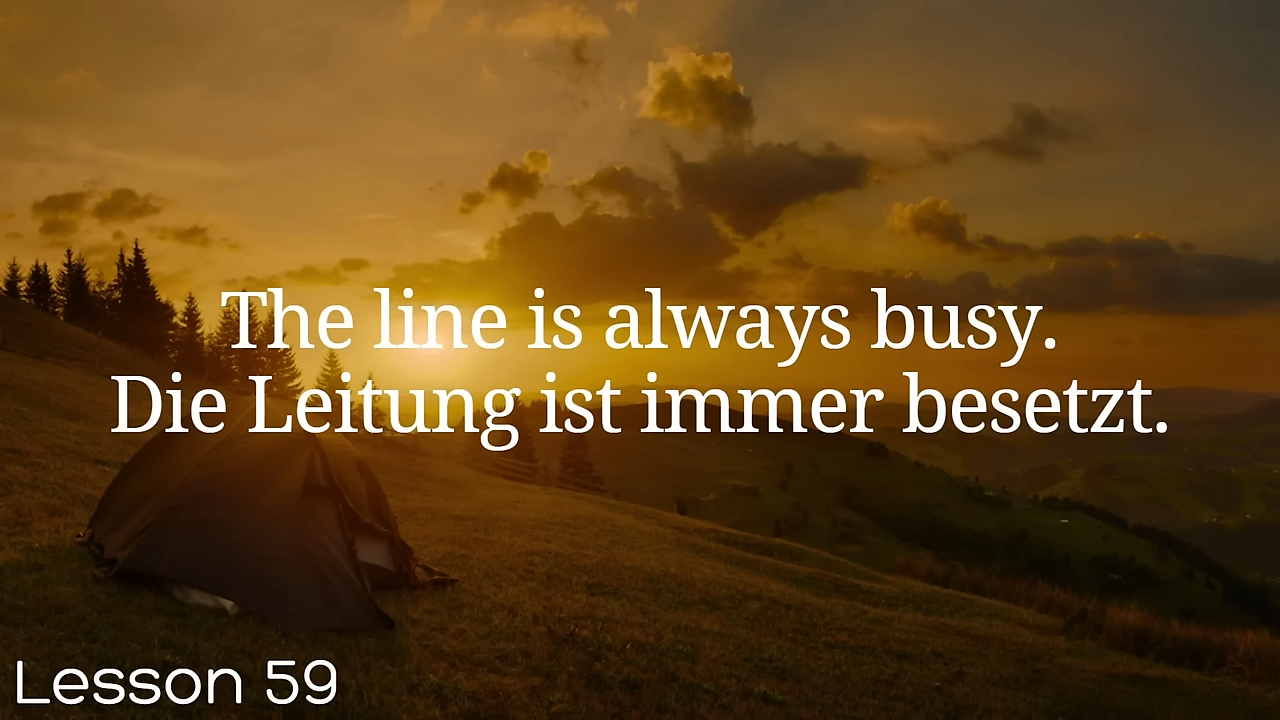 The line is always busy.
Die Leitung ist immer besetzt.
Lesson 59